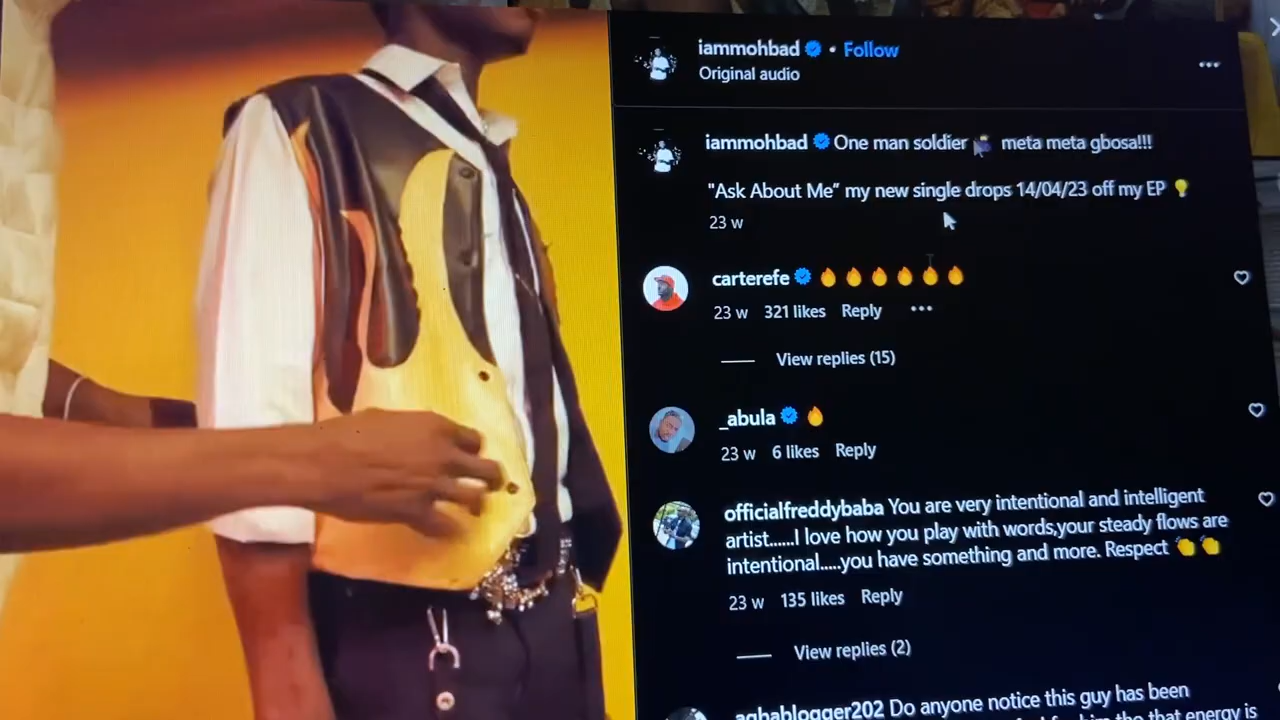 iammohbad • Follow
Original audio
iammohbad One man soldier meta meta gbosa!!!
"Ask About Me" my new single drops 14/04/23 off my EP 💡
23 w
carterefe 🔥🔥🔥🔥🔥🔥
23 w 321 likes Reply •••
View replies (15)
_abula 🔥
23 w 6 likes Reply
officialfreddybaba You are very intentional and intelligent
artist......I love how you play with words,your steady flows are
intentional.....you have something and more. Respect 👏👏
23 w 135 likes Reply
View replies (2)
aghablogger202 Do anyone notice this guy has been
that energy is